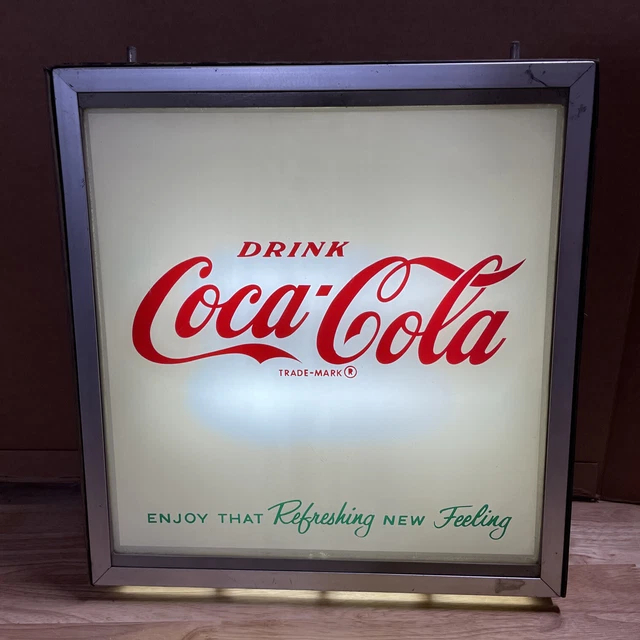 DRINK
Coca-Cola
TRADE-MARK ®
ENJOY THAT Refreshing NEW Feeling